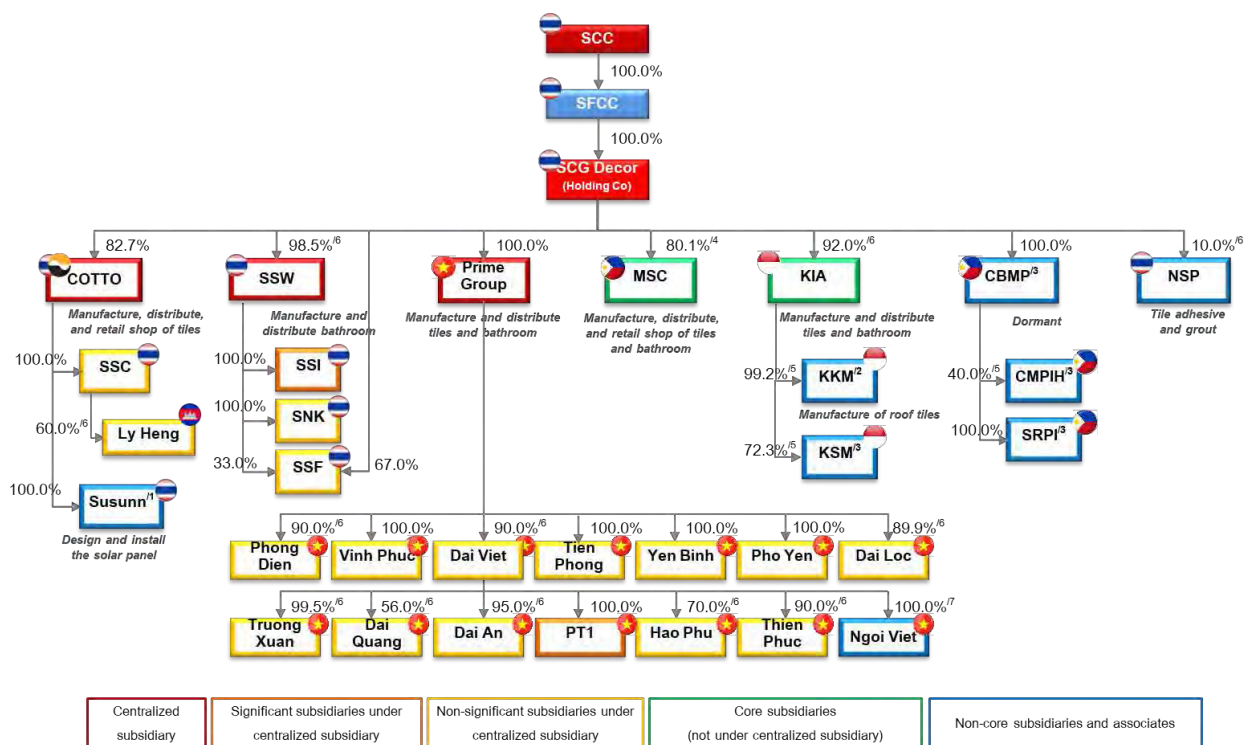 SCC
100.0%
SFCC
100.0%
SCG Decor
(Holding Co)
82.7%
98.5%/6
100.0%
80.1%/4
92.0%/6
100.0%
10.0%/6
COTTO
SSW
Prime
Group
MSC
KIA
CBMP/3
NSP
Manufacture, distribute,
and retail shop of tiles
Manufacture and
distribute bathroom
Manufacture and distribute
tiles and bathroom
Manufacture, distribute,
and retail shop of tiles
and bathroom
Manufacture and distribute
tiles and bathroom
Dormant
Tile adhesive
and grout
100.0%
SSC
60.0%/6
Ly Heng
100.0%
Susunn/1
Design and install
the solar panel
100.0%
SSI
100.0%
SNK
33.0%
SSF
67.0%
99.2%/5
KKM/2
Manufacture of roof tiles
72.3%/5
KSM/3
40.0%/5
CMPIH/3
100.0%
SRPI/3
90.0%/6
100.0%
90.0%/6
100.0%
100.0%
100.0%
89.9%/6
Phong
Dien
Vinh Phuc
Dai Viet
Tien
Phong
Yen Binh
Pho Yen
Dai Loc
99.5%/6
56.0%/6
95.0%/6
100.0%
70.0%/6
90.0%/6
100.0%/7
Truong
Xuan
Dai
Quang
Dai An
PT1
Hao Phu
Thien
Phuc
Ngoi Viet
Centralized
subsidiary
Significant subsidiaries under
centralized subsidiary
Non-significant subsidiaries under
centralized subsidiary
Core subsidiaries
(not under centralized subsidiary)
Non-core subsidiaries and associates